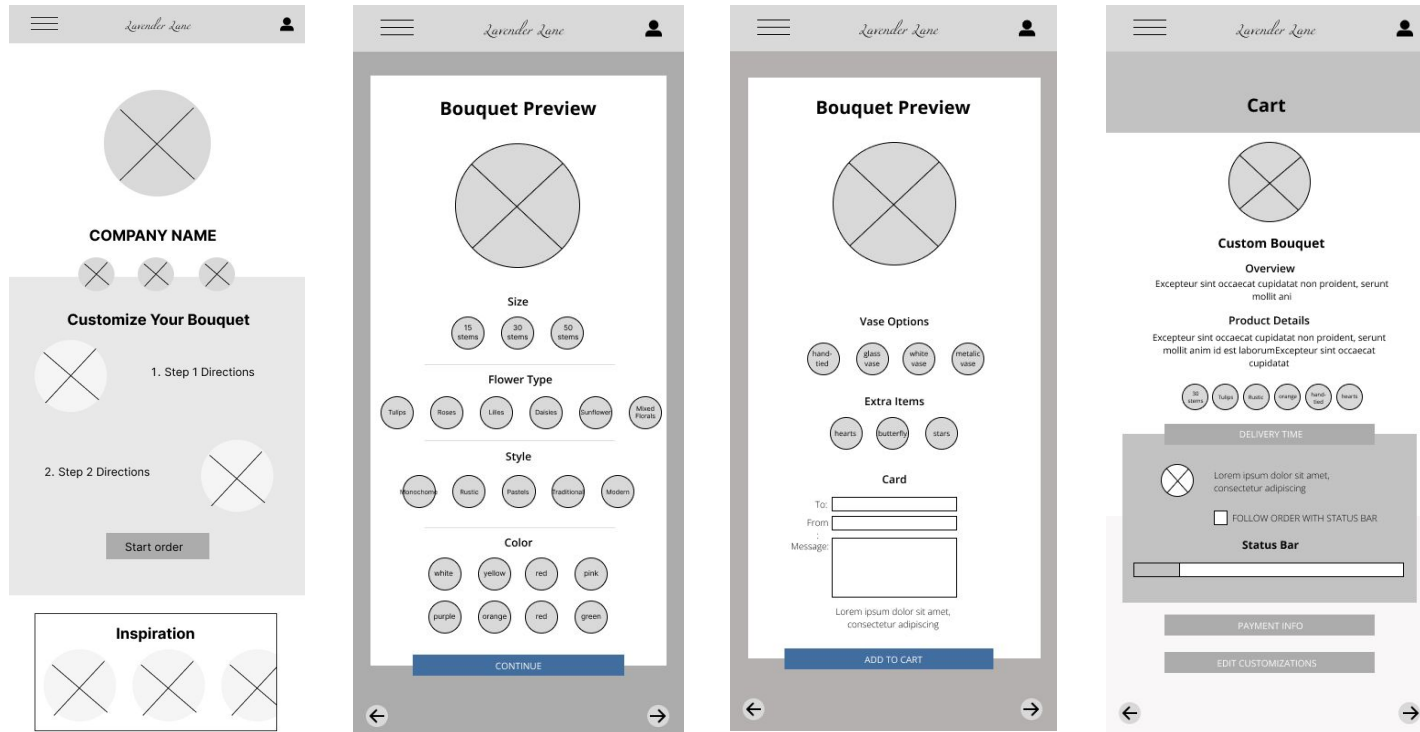 Lavender Lane
COMPANY NAME
Customize Your Bouquet
1. Step 1 Directions
2. Step 2 Directions
Start order
Inspiration
Lavender Lane
Bouquet Preview
Size
15
stems
30
stems
50
stems
Flower Type
Tulips
Roses
Lilies
Daisies
Sunflower
Mixed
Florals
Style
Monochome
Rustic
Pastels
Traditional
Modern
Color
white
yellow
red
pink
purple
orange
red
green
CONTINUE
Lavender Lane
Bouquet Preview
Vase Options
hand-
tied
glass
vase
white
vase
metalic
vase
Extra Items
hearts
butterfly
stars
Card
To:
From
:
Message:
Lorem ipsum dolor sit amet,
consectetur adipiscing
ADD TO CART
Lavender Lane
Cart
Custom Bouquet
Overview
Excepteur sint occaecat cupidatat non proident, serunt
mollit ani
Product Details
Excepteur sint occaecat cupidatat non proident, serunt
mollit anim id est laborumExcepteur sint occaecat
cupidatat
30
stems
Tulips
Rustic
orange
hand-
tied
hearts
DELIVERY TIME
Lorem ipsum dolor sit amet,
consectetur adipiscing
FOLLOW ORDER WITH STATUS BAR
Status Bar
PAYMENT INFO
EDIT CUSTOMIZATIONS